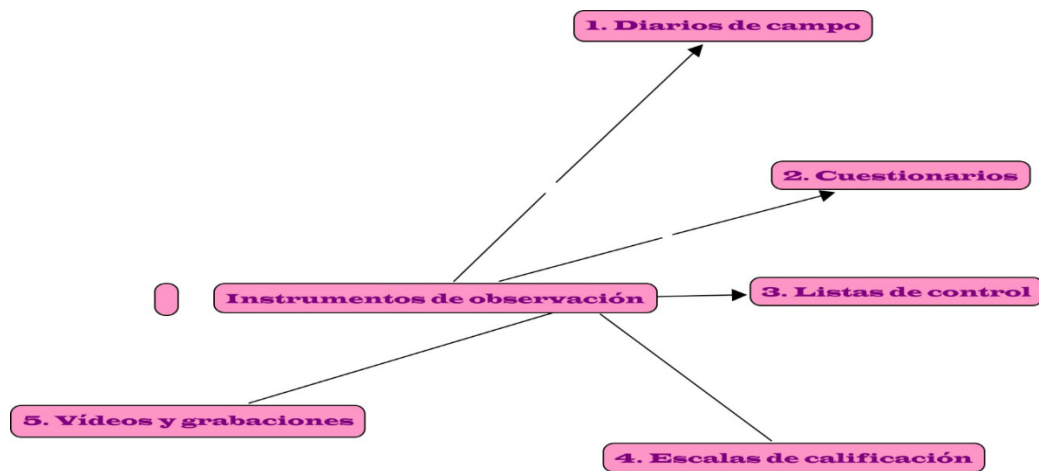 1. Diarios de campo
2. Cuestionarios
Instrumentos de observación
3. Listas de control
5. Vídeos y grabaciones
4. Escalas de calificación